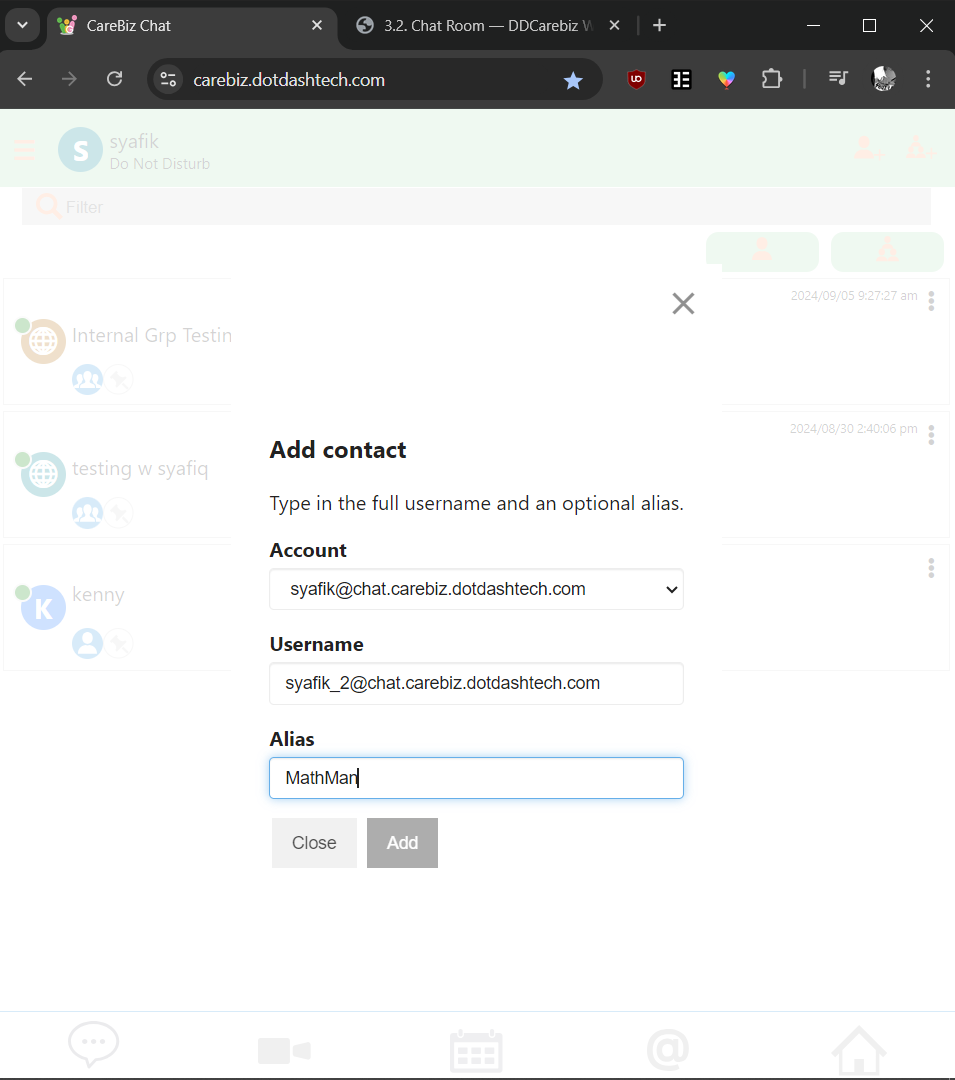 CareBiz Chat
3.2. Chat Room — DDCarebiz W
carebiz.dotdashtech.com
S
syafik
Do Not Disturb
Filter
2024/09/05 9:27:27 am
Internal Grp Testin
Add contact
2024/08/30 2:40:06 pm
testing w syafiq
Type in the full username and an optional alias.
Account
syafik@chat.carebiz.dotdashtech.com
K
kenny
Username
syafik_2@chat.carebiz.dotdashtech.com
Alias
MathMan
Close
Add